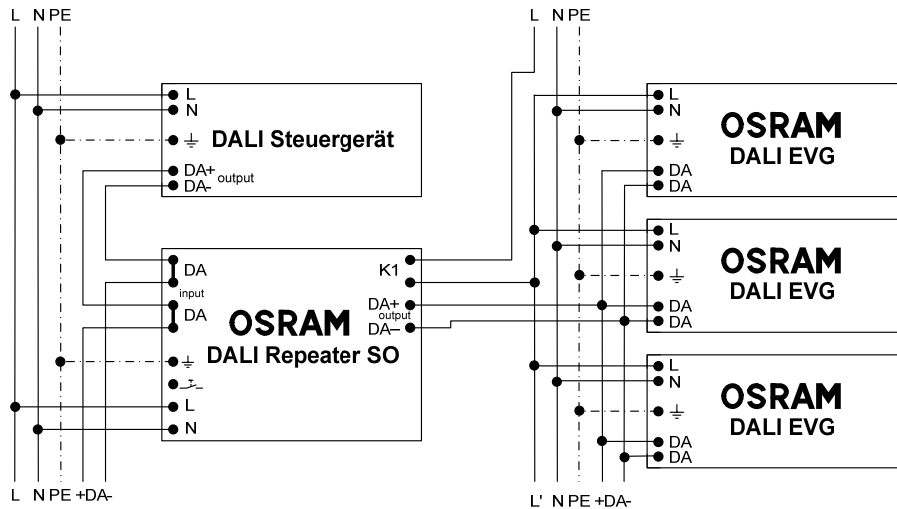 L N PE
L
N
DALI Steuergerät
DA+
output
DA-
DA
input
DA
OSRAM
DALI Repeater SO
L
N
K1
DA+
output
DA-
L N PE +DA-
L N PE
L
N
OSRAM
DALI EVG
DA
DA
L
N
OSRAM
DALI EVG
DA
DA
L
N
OSRAM
DALI EVG
DA
DA
L' N PE +DA-